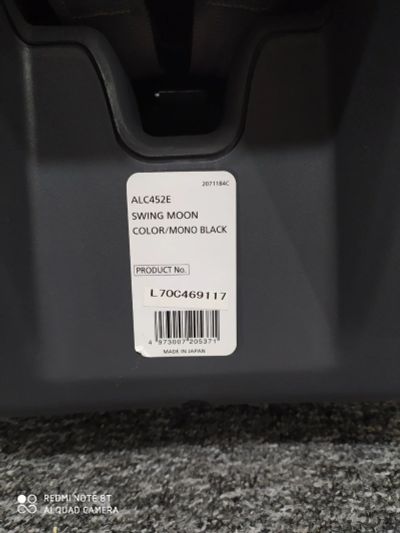 2071184C
ALC452E
SWING MOON
COLOR/MONO BLACK
PRODUCT No.
L70C469117
4 973007 205371
MADE IN JAPAN
REDMI NOTE 8T
AI QUAD CAMERA